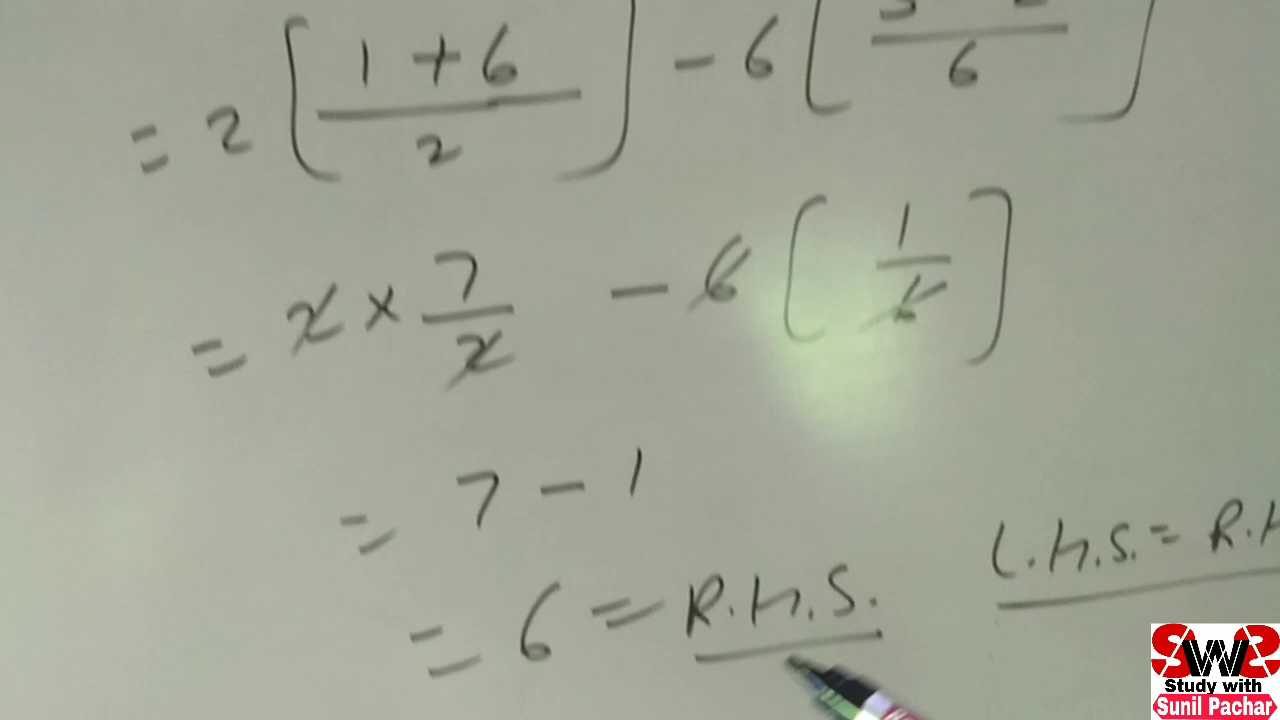 = 2 [ (1 + 6)/2 ] - 6 [ /6 ]
= 2 × 7/2 - 6 [ 1/6 ]
= 7 - 1
= 6 = R.H.S. L.H.S. = R.H
SWS
Study with
Sunil Pachar